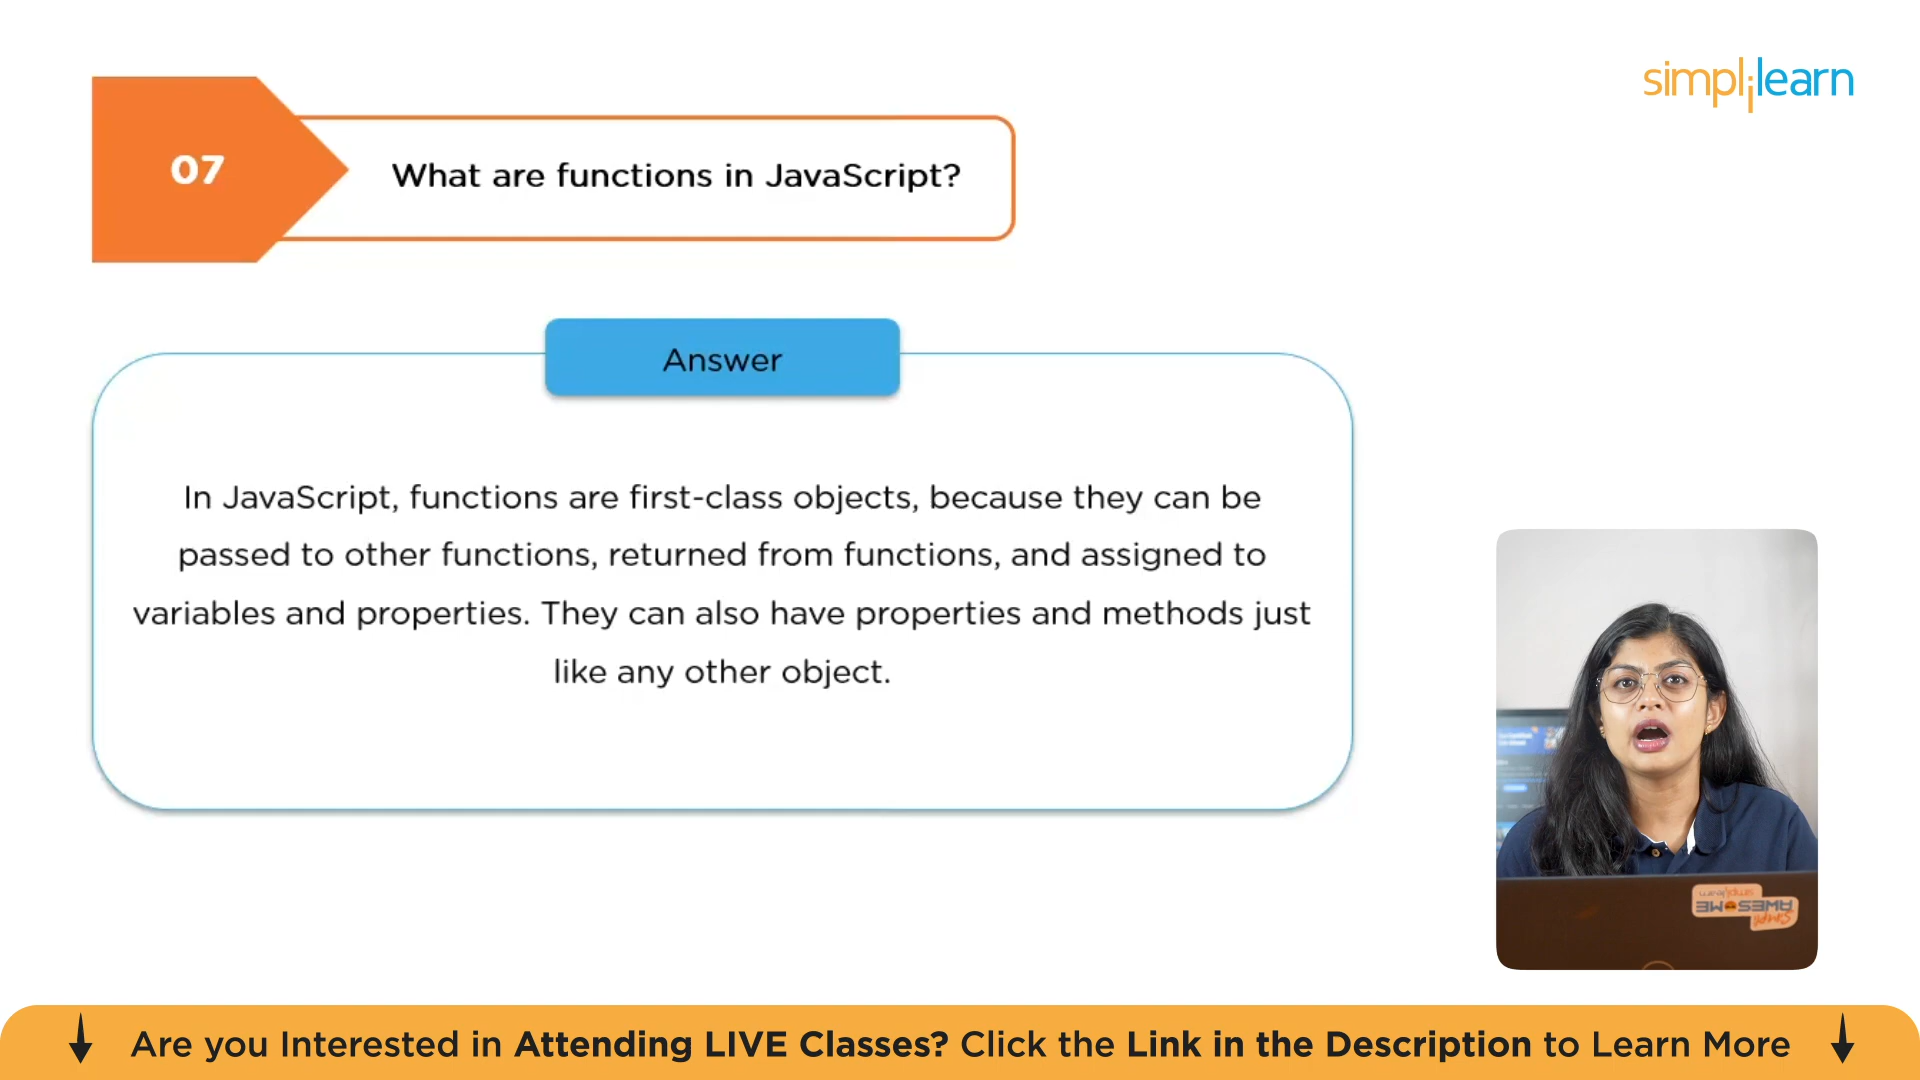 simplilearn
07
What are functions in JavaScript?
Answer
In JavaScript, functions are first-class objects, because they can be
passed to other functions, returned from functions, and assigned to
variables and properties. They can also have properties and methods just
like any other object.
SIMPLI
AWESOME
simplilearn
Are you Interested in Attending LIVE Classes? Click the Link in the Description to Learn More